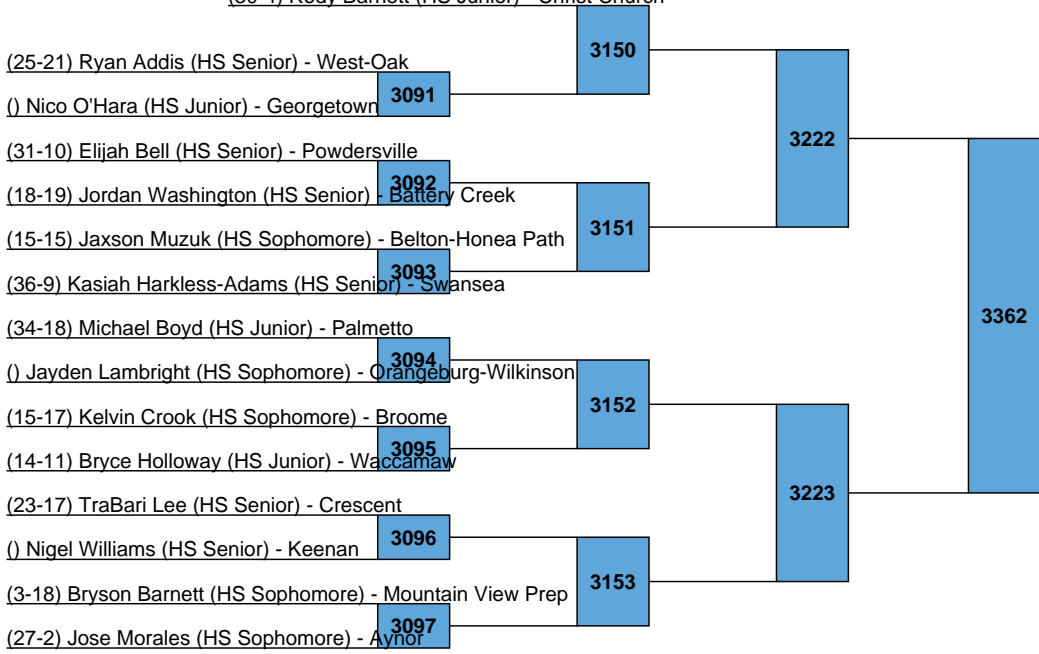 3150
(25-21) Ryan Addis (HS Senior) - West-Oak
3091
() Nico O'Hara (HS Junior) - Georgetown
3222
(31-10) Elijah Bell (HS Senior) - Powdersville
3092
(18-19) Jordan Washington (HS Senior) - Battery Creek
3151
(15-15) Jaxson Muzuk (HS Sophomore) - Belton-Honea Path
3093
(36-9) Kasiah Harkless-Adams (HS Senior) - Swansea
3362
(34-18) Michael Boyd (HS Junior) - Palmetto
3094
() Jayden Lambright (HS Sophomore) - Orangeburg-Wilkinson
3152
(15-17) Kelvin Crook (HS Sophomore) - Broome
3095
(14-11) Bryce Holloway (HS Junior) - Waccamaw
3223
(23-17) TraBari Lee (HS Senior) - Crescent
3096
() Nigel Williams (HS Senior) - Keenan
3153
(3-18) Bryson Barnett (HS Sophomore) - Mountain View Prep
3097
(27-2) Jose Morales (HS Sophomore) - Aynor